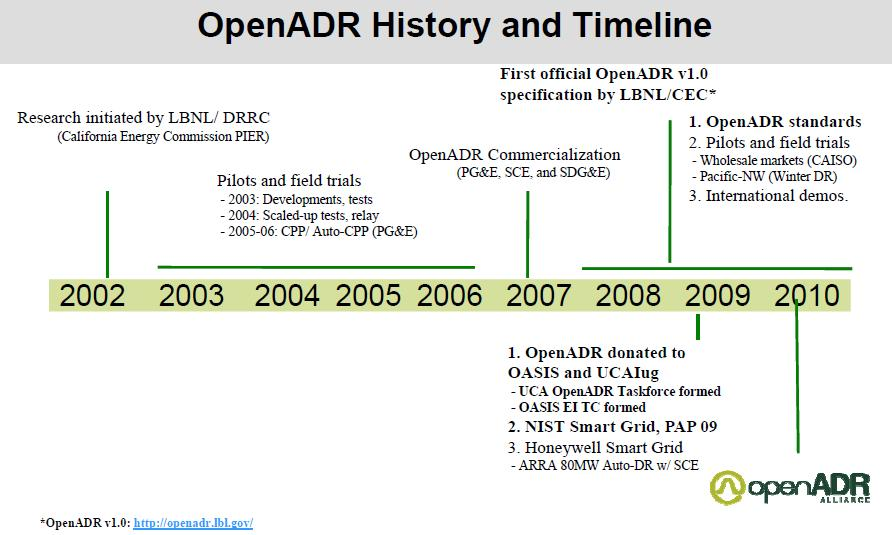 OpenADR History and Timeline
First official OpenADR v1.0
specification by LBNL/CEC*
Research initiated by LBNL/ DRRC
(California Energy Commission PIER)
1. OpenADR standards
2. Pilots and field trials
- Wholesale markets (CAISO)
- Pacific-NW (Winter DR)
3. International demos.
OpenADR Commercialization
(PG&E, SCE, and SDG&E)
Pilots and field trials
- 2003: Developments, tests
- 2004: Scaled-up tests, relay
- 2005-06: CPP/ Auto-CPP (PG&E)
2002 2003 2004 2005 2006 2007 2008 2009 2010
1. OpenADR donated to
OASIS and UCAIug
- UCA OpenADR Taskforce formed
- OASIS EI TC formed
2. NIST Smart Grid, PAP 09
3. Honeywell Smart Grid
- ARRA 80MW Auto-DR w/ SCE
openADR
ALLIANCE
*OpenADR v1.0: http://openadr.lbl.gov/